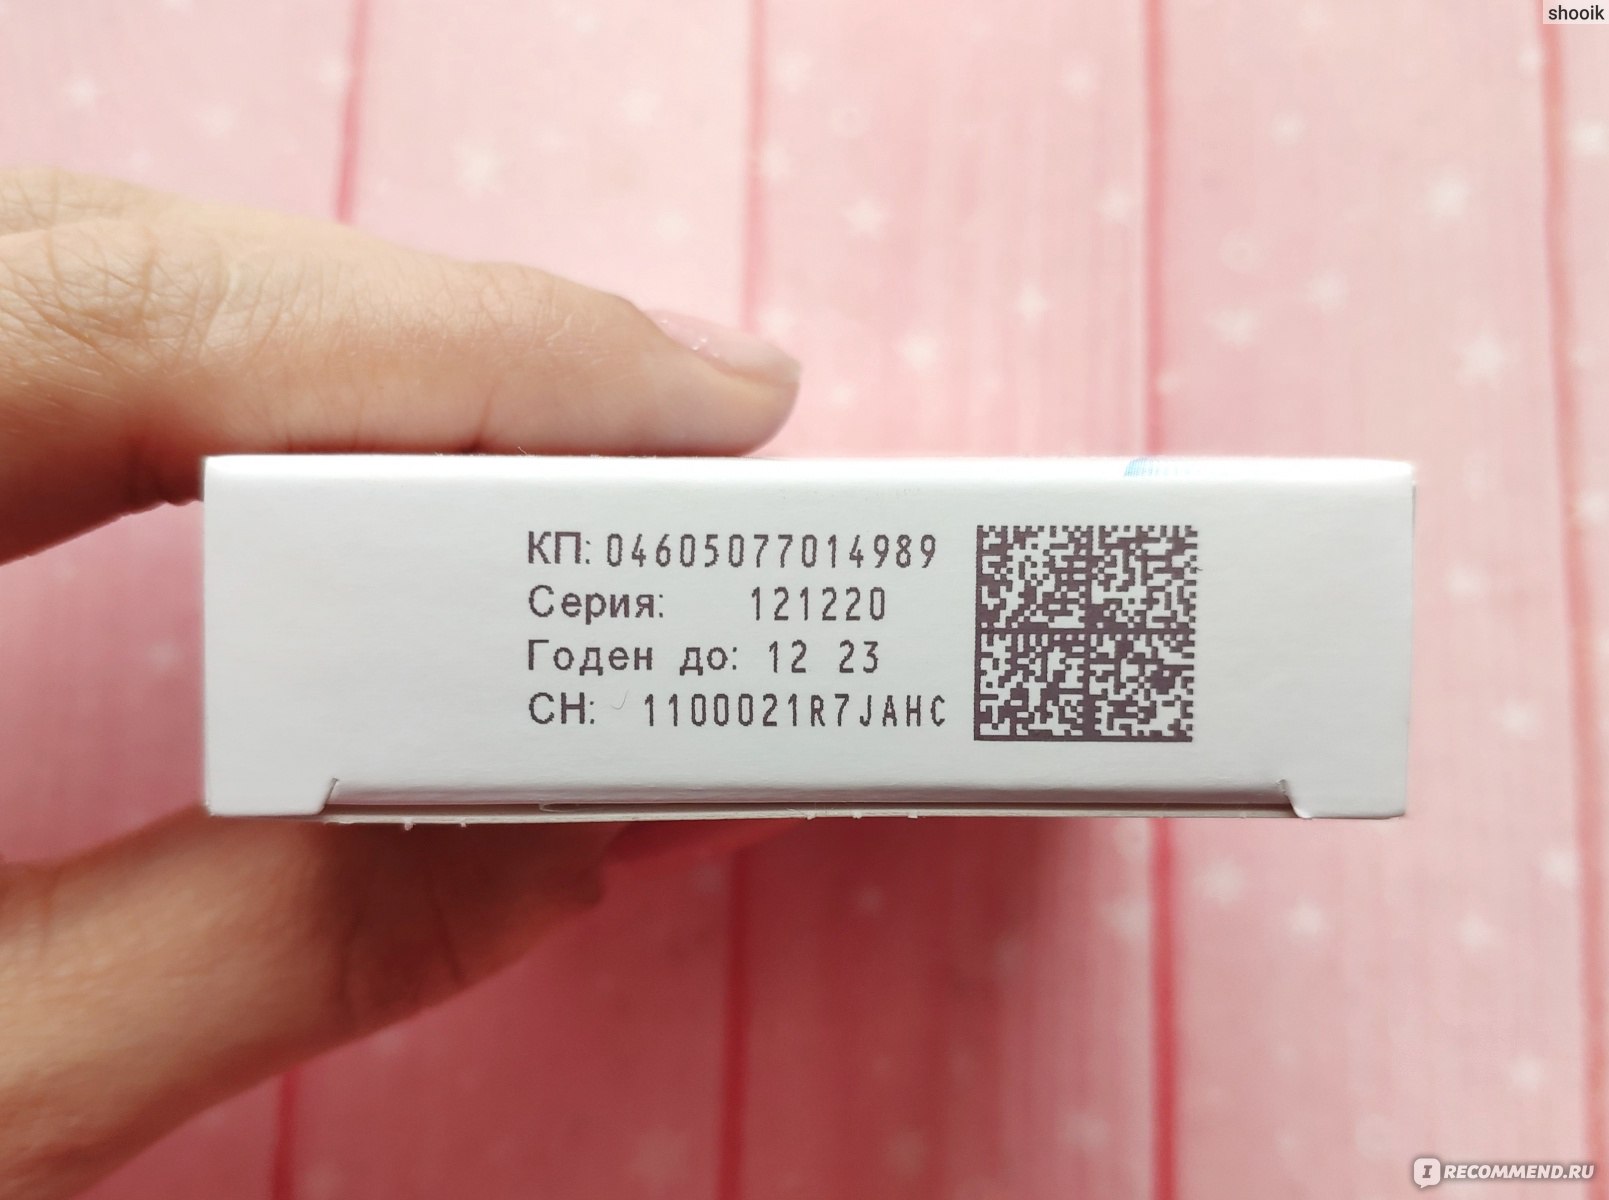 shooik
КП: 04605077014989
Серия: 121220
Годен до: 12 23
СН: 1100021R7JAHC
I RECOMMEND.RU